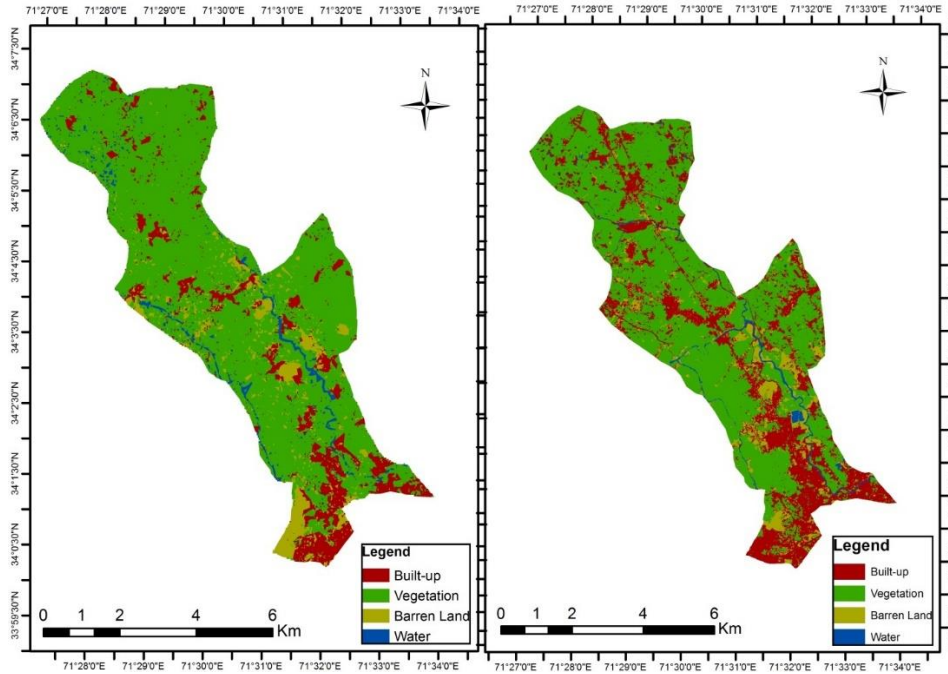 71°27'0"E 71°28'0"E 71°29'0"E 71°30'0"E 71°31'0"E 71°32'0"E 71°33'0"E 71°34'0"E
71°27'0"E 71°28'0"E 71°29'0"E 71°30'0"E 71°31'0"E 71°32'0"E 71°33'0"E 71°34'0"E
34°7'30"N
34°6'30"N
34°5'30"N
34°4'30"N
34°3'30"N
34°2'30"N
34°1'30"N
34°0'30"N
33°59'30"N
N
Legend
Built-up
Vegetation
Barren Land
Water
0 1 2 4 6
Km
N
Legend
Built-up
Vegetation
Barren Land
Water
0 1 2 4 6
Km
71°28'0"E 71°29'0"E 71°30'0"E 71°31'0"E 71°32'0"E 71°33'0"E 71°34'0"E
71°27'0"E 71°28'0"E 71°29'0"E 71°30'0"E 71°31'0"E 71°32'0"E 71°33'0"E 71°34'0"E